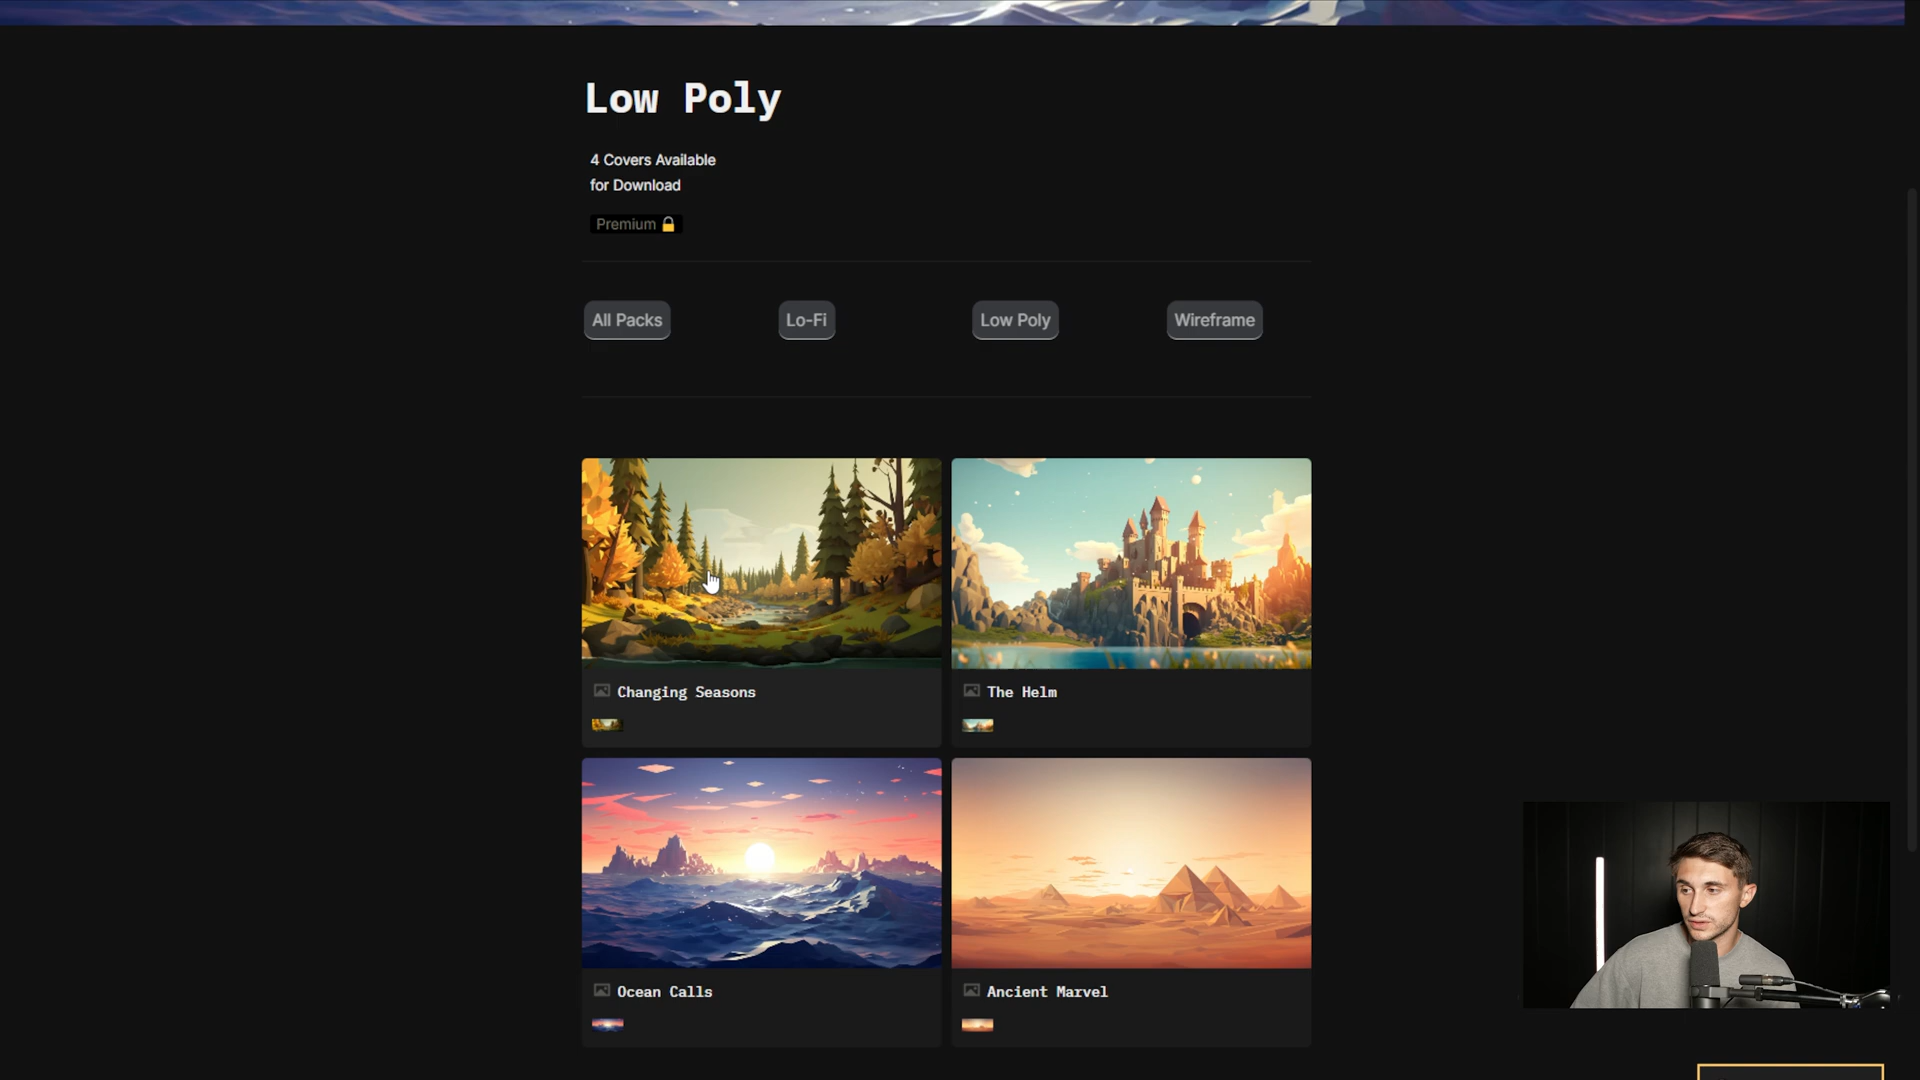 Low Poly
4 Covers Available
for Download
Premium
All Packs
Lo-Fi
Low Poly
Wireframe
Changing Seasons
The Helm
Ocean Calls
Ancient Marvel